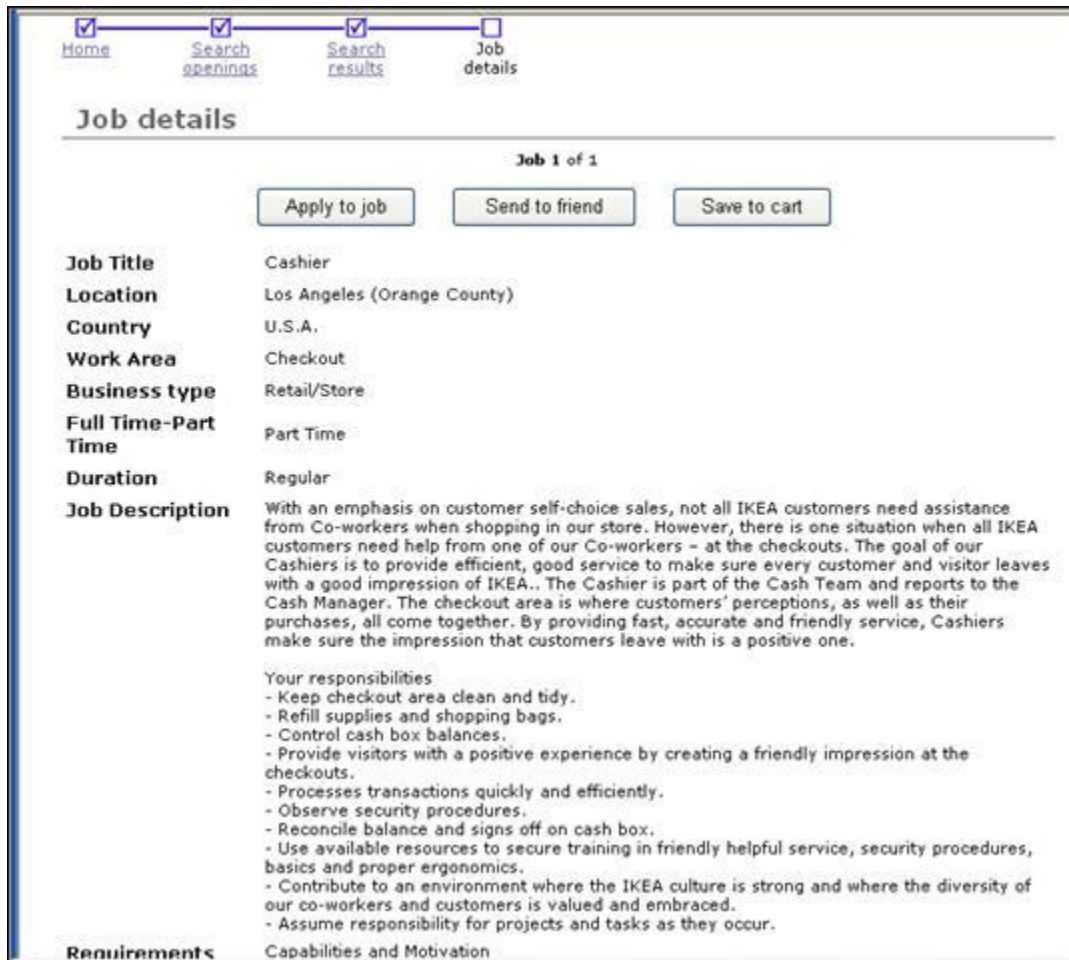 Home
Search openings
Search results
Job details
Job details
Job 1 of 1
Apply to job
Send to friend
Save to cart
Job Title Cashier
Location Los Angeles (Orange County)
Country U.S.A.
Work Area Checkout
Business type Retail/Store
Full Time-Part
Time Part Time
Duration Regular
Job Description With an emphasis on customer self-choice sales, not all IKEA customers need assistance
from Co-workers when shopping in our store. However, there is one situation when all IKEA
customers need help from one of our Co-workers – at the checkouts. The goal of our
Cashiers is to provide efficient, good service to make sure every customer and visitor leaves
with a good impression of IKEA.. The Cashier is part of the Cash Team and reports to the
Cash Manager. The checkout area is where customers' perceptions, as well as their
purchases, all come together. By providing fast, accurate and friendly service, Cashiers
make sure the impression that customers leave with is a positive one.
Your responsibilities
- Keep checkout area clean and tidy.
- Refill supplies and shopping bags.
- Control cash box balances.
- Provide visitors with a positive experience by creating a friendly impression at the
checkouts.
- Processes transactions quickly and efficiently.
- Observe security procedures.
- Reconcile balance and signs off on cash box.
- Use available resources to secure training in friendly helpful service, security procedures,
basics and proper ergonomics.
- Contribute to an environment where the IKEA culture is strong and where the diversity of
our co-workers and customers is valued and embraced.
- Assume responsibility for projects and tasks as they occur.
Requirements Capabilities and Motivation